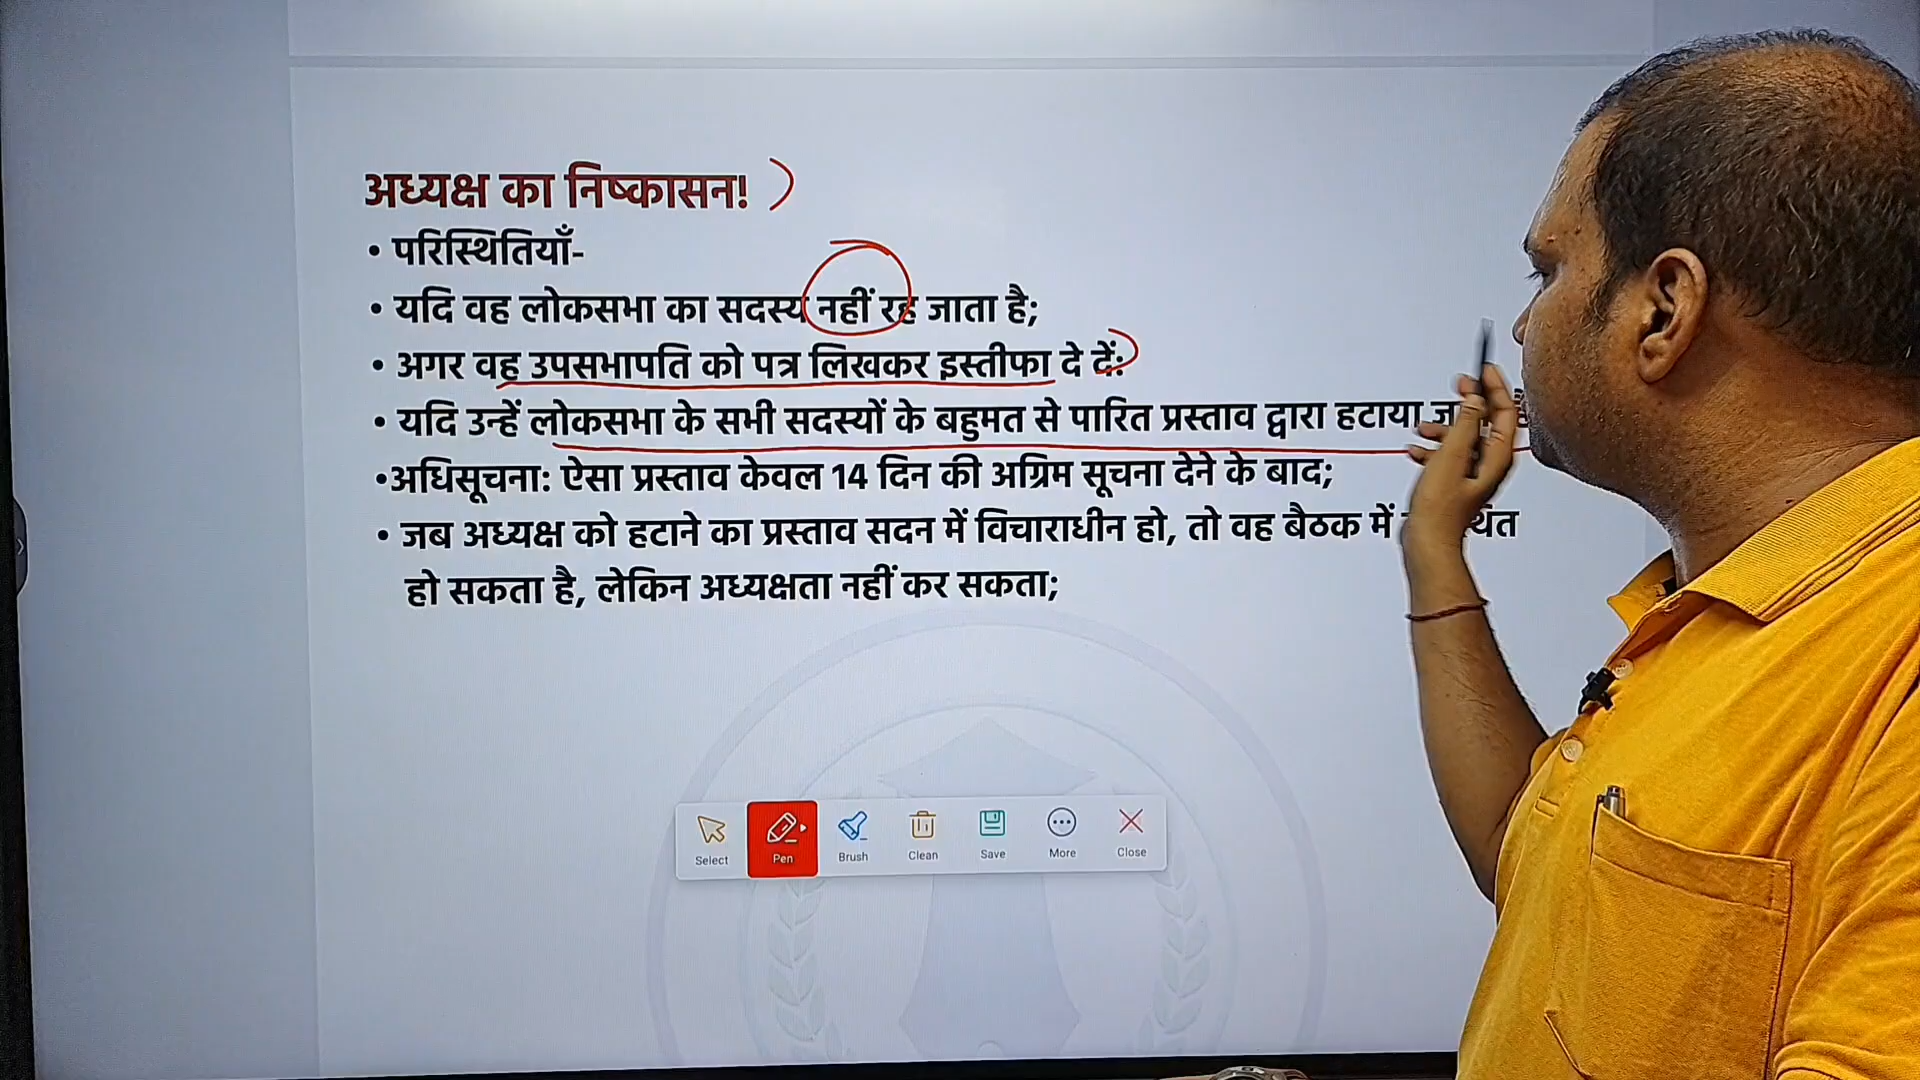 अध्यक्ष का निष्कासन!
• परिस्थितियाँ-
• यदि वह लोकसभा का सदस्य नहीं रह जाता है;
• अगर वह उपसभापति को पत्र लिखकर इस्तीफा दे दें:
• यदि उन्हें लोकसभा के सभी सदस्यों के बहुमत से पारित प्रस्ताव द्वारा हटाया
•अधिसूचना: ऐसा प्रस्ताव केवल 14 दिन की अग्रिम सूचना देने के बाद;
• जब अध्यक्ष को हटाने का प्रस्ताव सदन में विचाराधीन हो, तो वह बैठक में
हो सकता है, लेकिन अध्यक्षता नहीं कर सकता;
Select Pen Brush Clean Save More Close